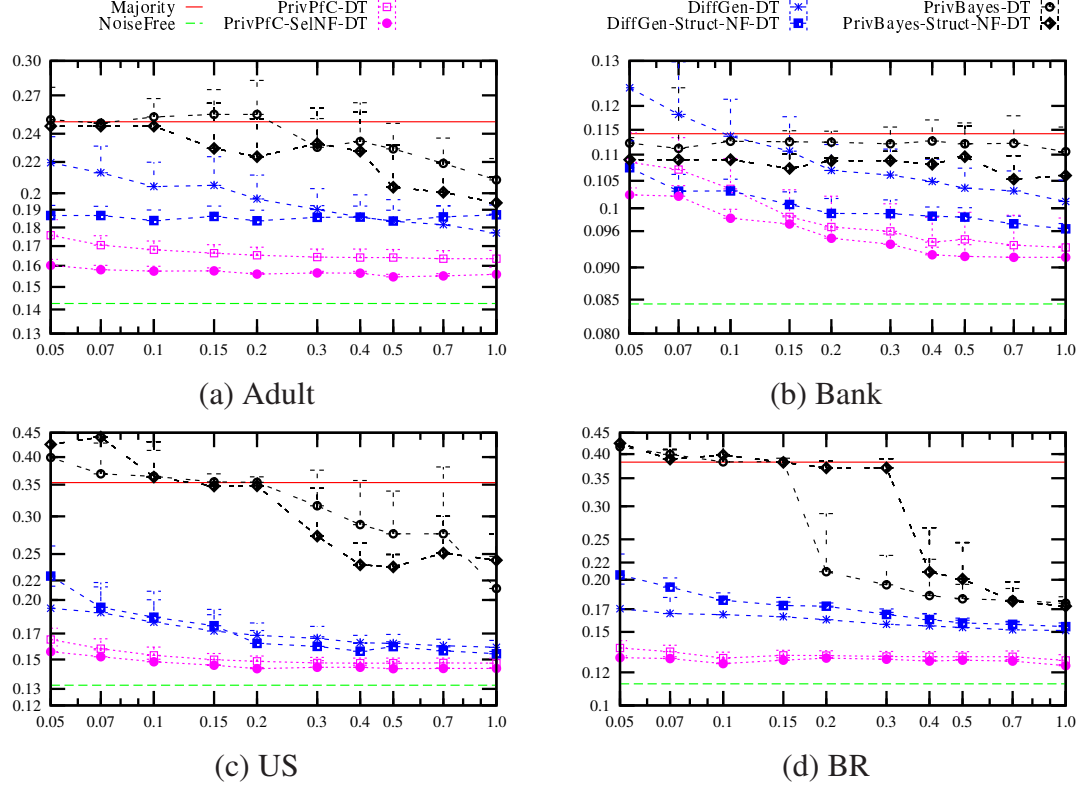 Majority
NoiseFree
PrivPfC-DT
PrivPfC-SelNF-DT
DiffGen-DT
DiffGen-Struct-NF-DT
PrivBayes-DT
PrivBayes-Struct-NF-DT
0.30
0.27
0.24
0.22
0.2
0.19
0.18
0.17
0.16
0.15
0.14
0.13
0.05 0.07 0.1 0.15 0.2 0.3 0.4 0.5 0.7 1.0
(a) Adult
0.13
0.12
0.115
0.11
0.105
0.1
0.096
0.090
0.085
0.080
0.05 0.07 0.1 0.15 0.2 0.3 0.4 0.5 0.7 1.0
(b) Bank
0.45
0.40
0.35
0.30
0.25
0.22
0.20
0.17
0.15
0.13
0.12
0.05 0.07 0.1 0.15 0.2 0.3 0.4 0.5 0.7 1.0
(c) US
0.45
0.40
0.35
0.30
0.25
0.22
0.20
0.17
0.15
0.12
0.1
0.05 0.07 0.1 0.15 0.2 0.3 0.4 0.5 0.7 1.0
(d) BR